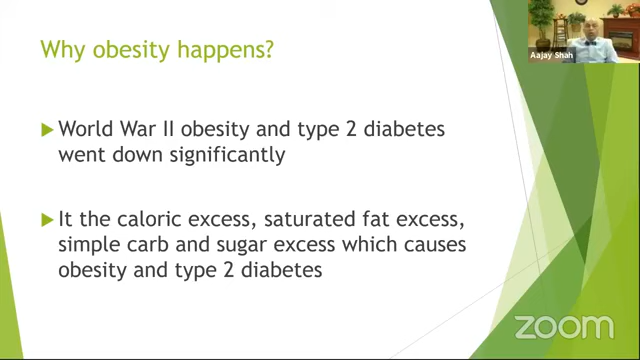 Why obesity happens?
Aajay Shah
World War II obesity and type 2 diabetes
went down significantly
It the caloric excess, saturated fat excess,
simple carb and sugar excess which causes
obesity and type 2 diabetes
zoom